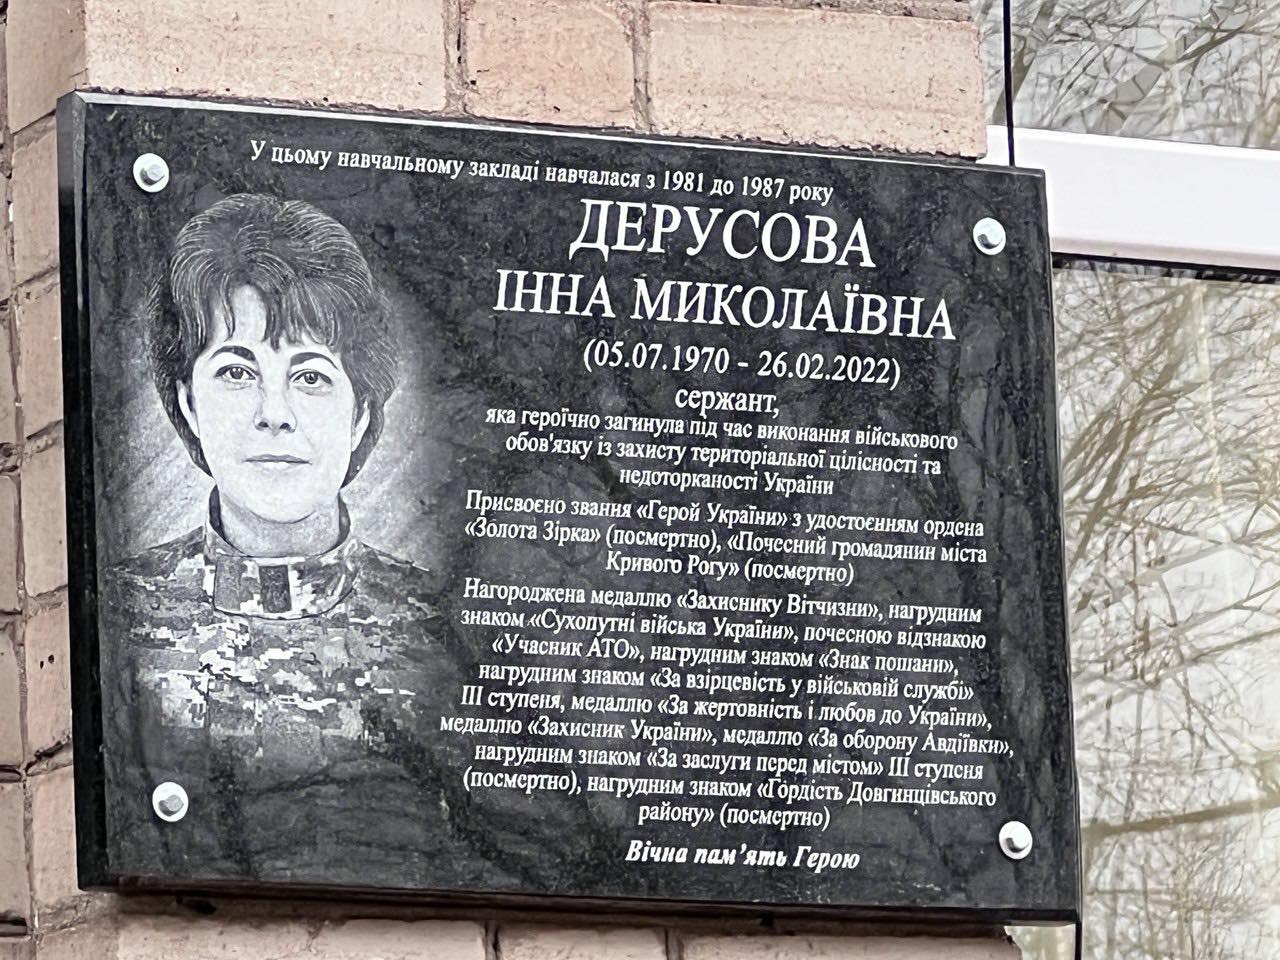 У цьому навчальному закладі навчалася з 1981 до 1987 року
ДЕРУСОВА
ІННА МИКОЛАЇВНА
(05.07.1970 - 26.02.2022)
сержант,
яка героїчно загинула під час виконання військового
обов'язку із захисту територіальної цілісності та
недоторканості України
Присвоєно звання «Герой України» з удостоєнням ордена
«Золота Зірка» (посмертно), «Почесний громадянин міста
Кривого Рогу» (посмертно)
Нагороджена медаллю «Захиснику Вітчизни», нагрудним
знаком «Сухопутні війська України», почесною відзнакою
«Учасник АТО», нагрудним знаком «Знак пошани»,
нагрудним знаком «За взірцевість у військовій службі»
III ступеня, медаллю «За жертовність і любов до України»,
медаллю «Захисник України», медаллю «За оборону Авдіївки»,
нагрудним знаком «За заслуги перед містом» III ступеня
(посмертно), нагрудним знаком «Гордість Довгинцівського
району» (посмертно)
Вічна пам'ять Герою